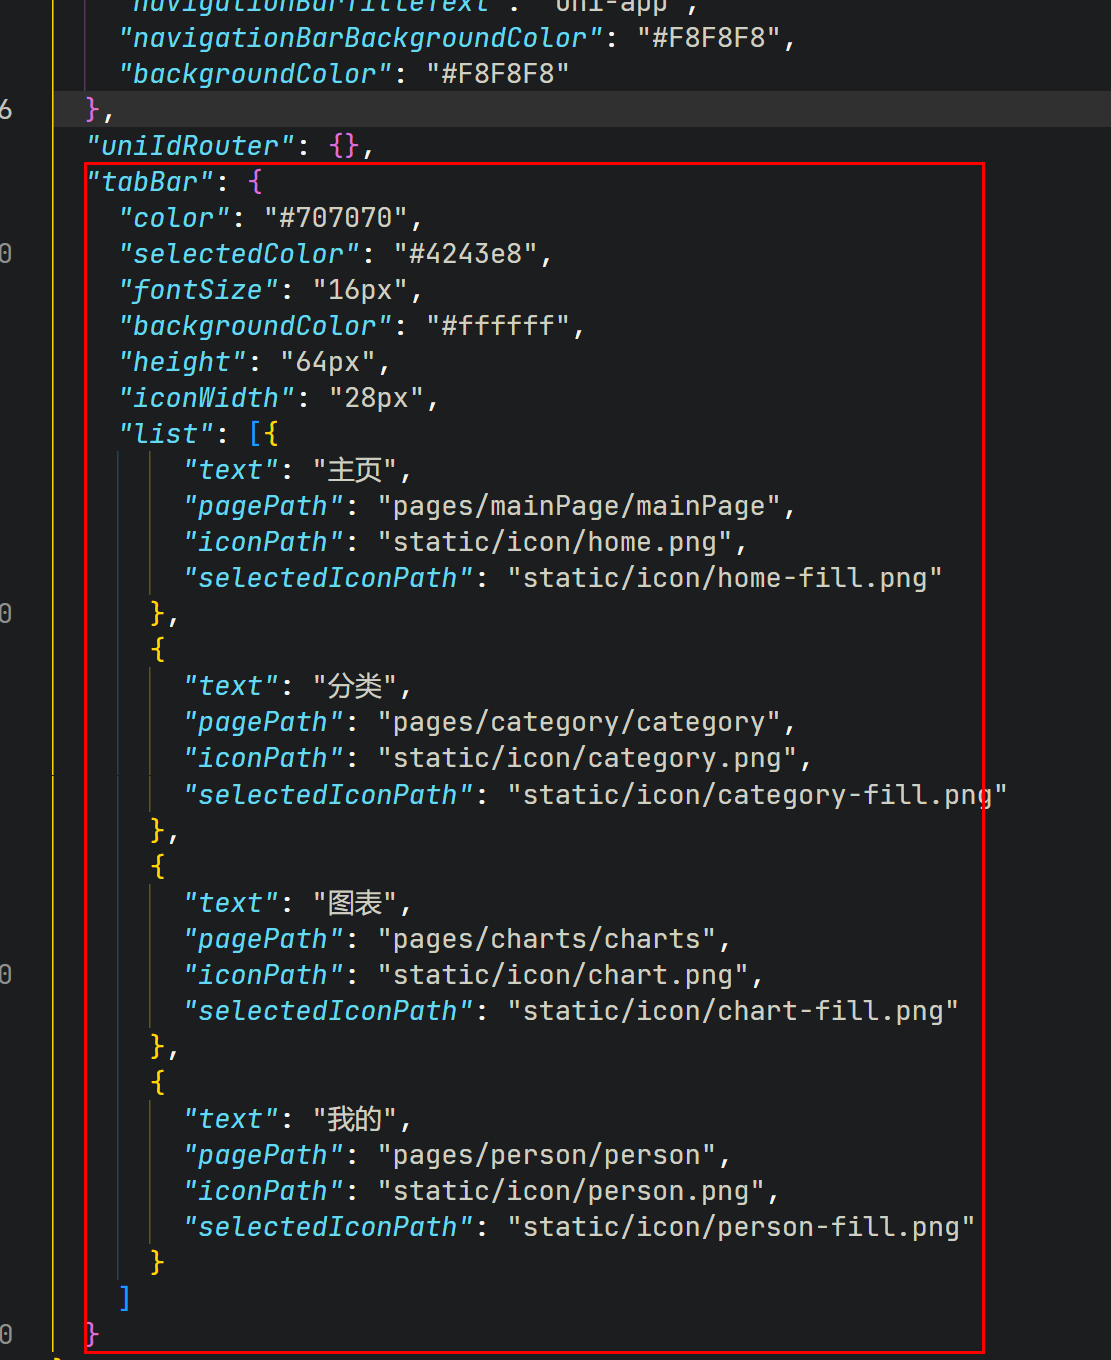 "navigationBarTitleText": "uni-app",
"navigationBarBackgroundColor": "#F8F8F8",
"backgroundColor": "#F8F8F8"
6 },
"uniIdRouter": {},
"tabBar": {
"color": "#707070",
0 "selectedColor": "#4243e8",
"fontSize": "16px",
"backgroundColor": "#ffffff",
"height": "64px",
"iconWidth": "28px",
"list": [{
"text": "主页",
"pagePath": "pages/mainPage/mainPage",
"iconPath": "static/icon/home.png",
"selectedIconPath": "static/icon/home-fill.png"
0 },
{
"text": "分类",
"pagePath": "pages/category/category",
"iconPath": "static/icon/category.png",
"selectedIconPath": "static/icon/category-fill.png"
},
{
"text": "图表",
"pagePath": "pages/charts/charts",
0 "iconPath": "static/icon/chart.png",
"selectedIconPath": "static/icon/chart-fill.png"
},
{
"text": "我的",
"pagePath": "pages/person/person",
"iconPath": "static/icon/person.png",
"selectedIconPath": "static/icon/person-fill.png"
}
]
0 }